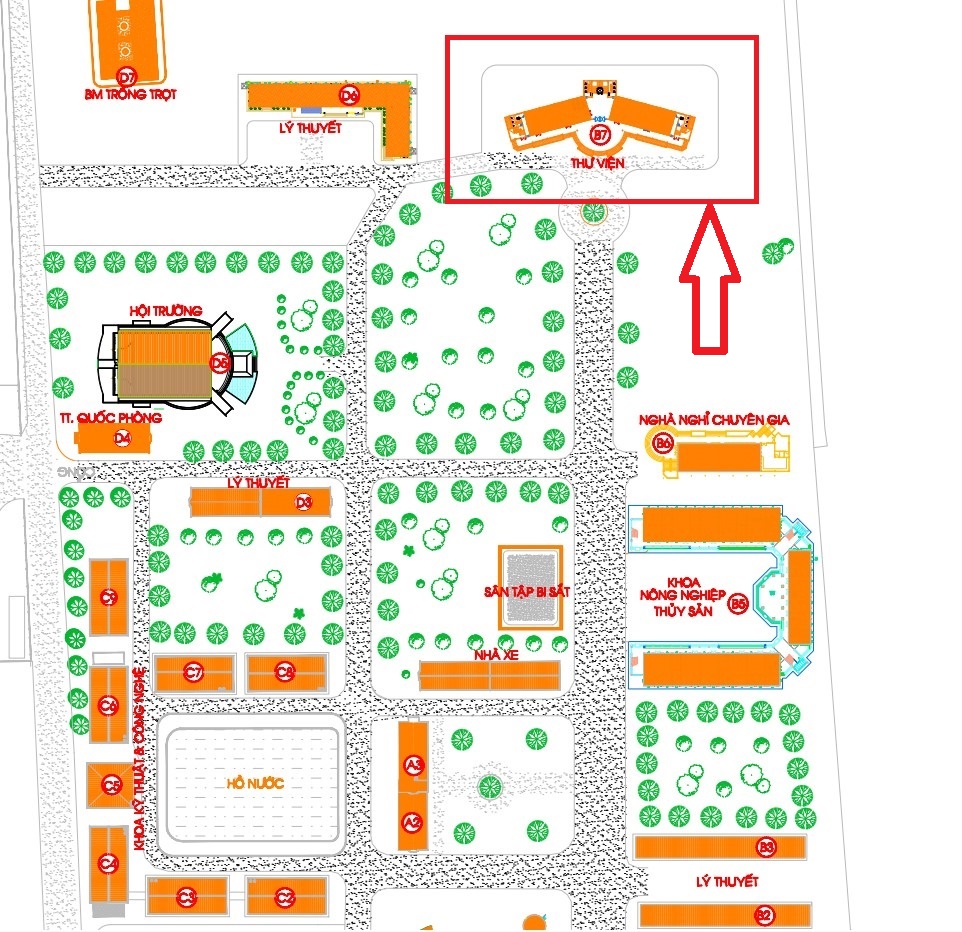 D7
BM TRỒNG TRỌT
D6
LÝ THUYẾT
B7
THƯ VIỆN
HỘI TRƯỜNG
D5
TT. QUỐC PHÒNG
D4
NGHÀ NGHỈ CHUYÊN GIA
B6
CỔNG
LÝ THUYẾT
D3
SÂN TẬP BI SẮT
KHOA
NÔNG NGHIỆP
THỦY SẢN
B5
NHÀ XE
C7
C8
C6
KHOA KỸ THUẬT & CÔNG NGHỆ
C5
HỒ NƯỚC
A3
A2
C4
B3
LÝ THUYẾT
C3
C2
B2